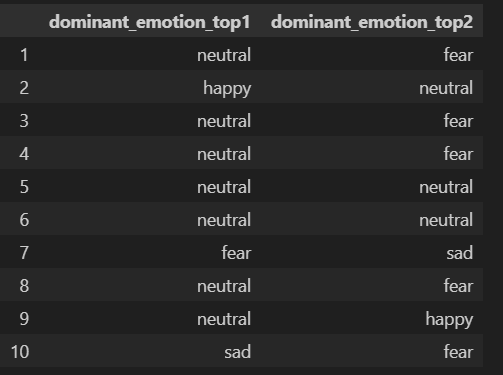 dominant_emotion_top1 dominant_emotion_top2
1 neutral fear
2 happy neutral
3 neutral fear
4 neutral fear
5 neutral neutral
6 neutral neutral
7 fear sad
8 neutral fear
9 neutral happy
10 sad fear